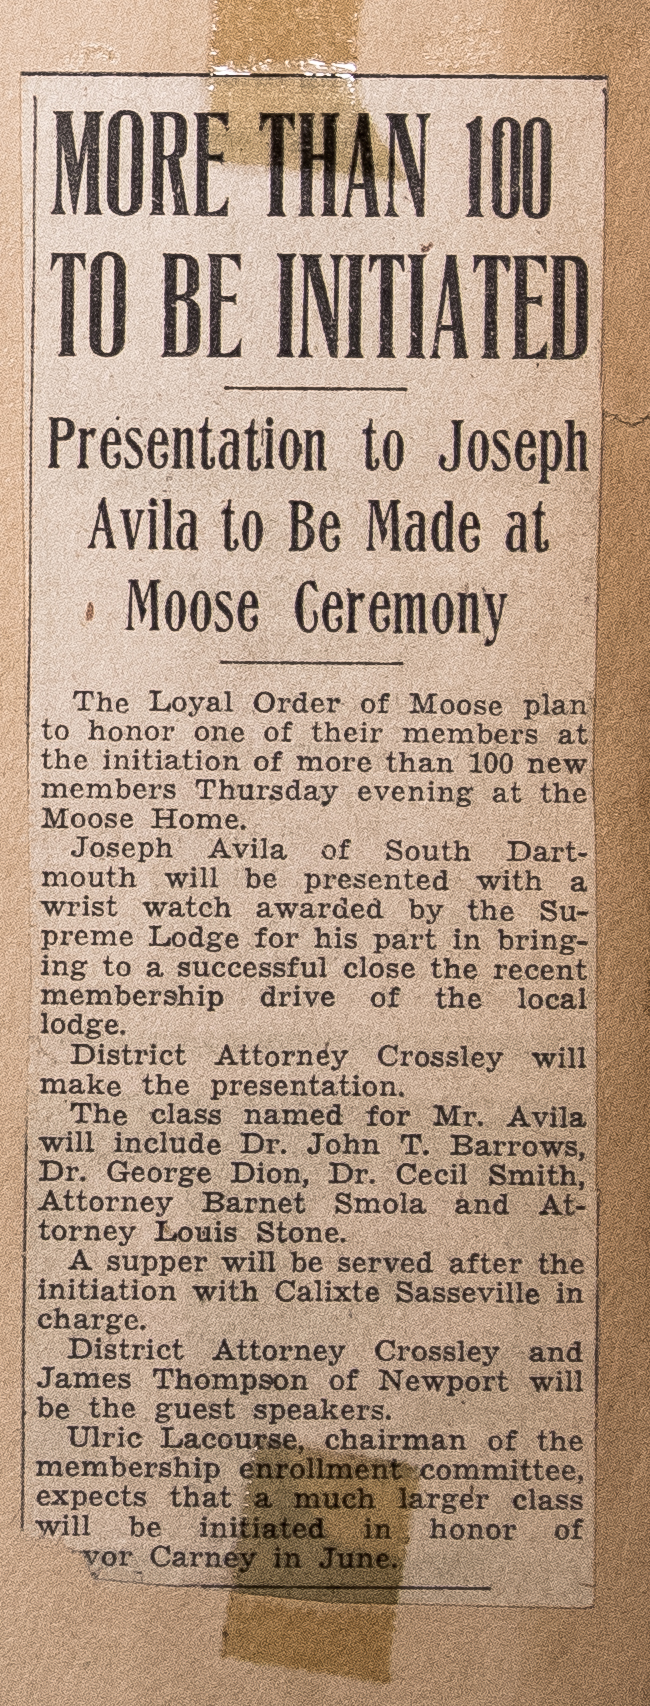 MORE THAN 100
TO BE INITIATED
Presentation to Joseph
Avila to Be Made at
Moose Ceremony
The Loyal Order of Moose plan
to honor one of their members at
the initiation of more than 100 new
members Thursday evening at the
Moose Home.
Joseph Avila of South Dart-
mouth will be presented with a
wrist watch awarded by the Su-
preme Lodge for his part in bring-
ing to a successful close the recent
membership drive of the local
lodge.
District Attorney Crossley will
make the presentation.
The class named for Mr. Avila
will include Dr. John T. Barrows,
Dr. George Dion, Dr. Cecil Smith,
Attorney Barnet Smola and At-
torney Louis Stone.
A supper will be served after the
initiation with Calixte Sasseville in
charge.
District Attorney Crossley and
James Thompson of Newport will
be the guest speakers.
Ulric Lacourse, chairman of the
membership enrollment committee,
expects that a much larger class
will be initiated in honor of
Carney in June.